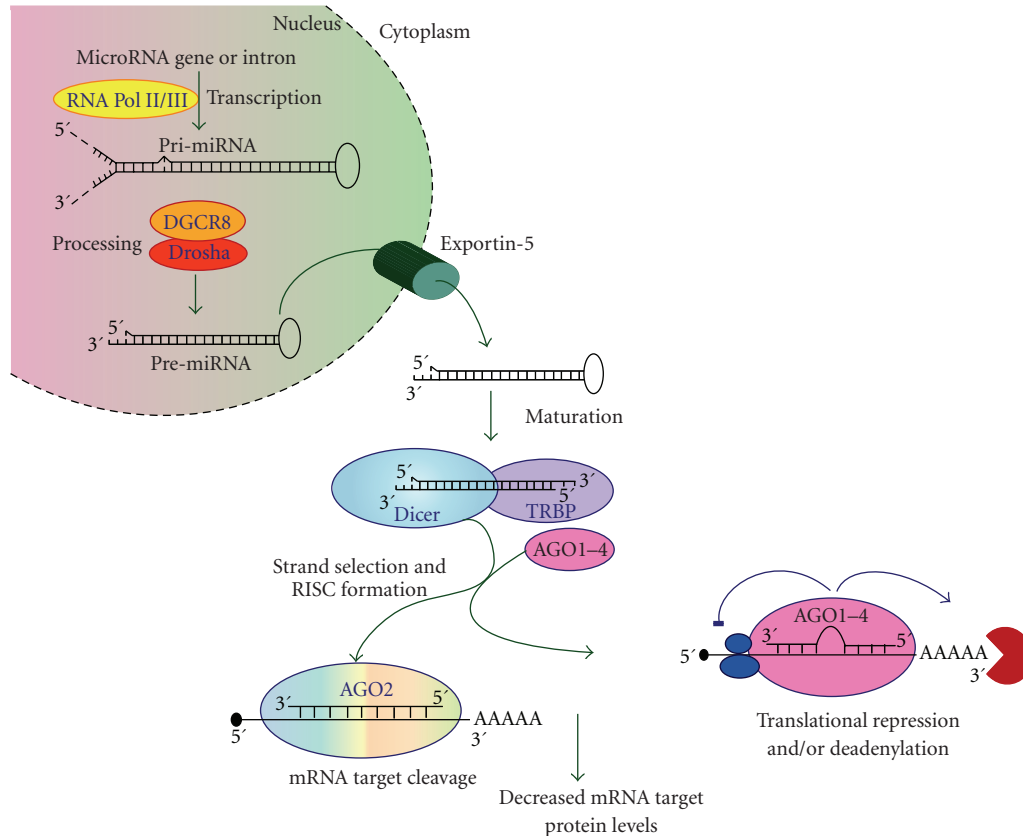 Nucleus
Cytoplasm
MicroRNA gene or intron
RNA Pol II/III
Transcription
5′
Pri-miRNA
3′
DGCR8
Processing
Drosha
Exportin-5
5′
3′
Pre-miRNA
5′
3′
Maturation
5′
3′
3′
5′
Dicer
TRBP
AGO1–4
Strand selection and
RISC formation
AGO2
3′
5′
AAAAA
5′
3′
mRNA target cleavage
Decreased mRNA target
protein levels
AGO1–4
3′
5′
5′
AAAAA
3′
Translational repression
and/or deadenylation